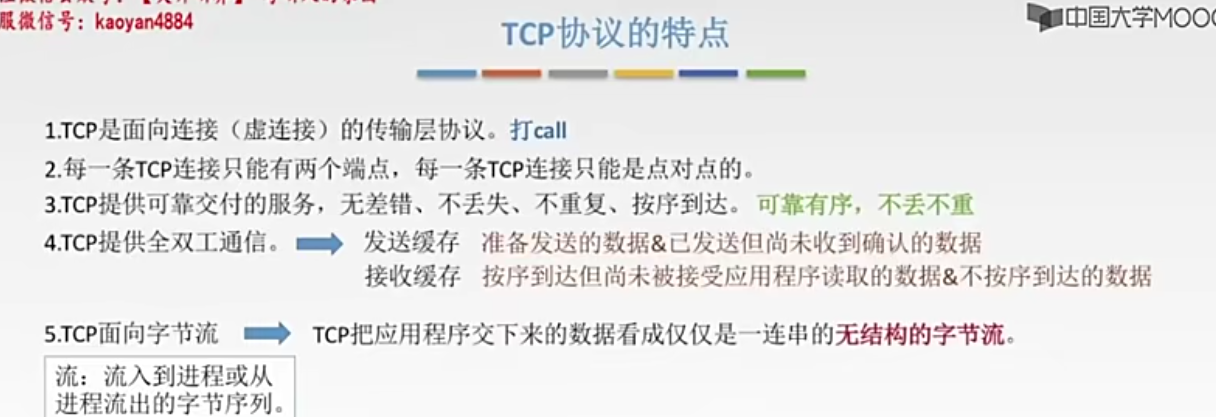 服微信号：kaoyan4884
中国大学MOOC
TCP协议的特点
1.TCP是面向连接（虚连接）的传输层协议。打call
2.每一条TCP连接只能有两个端点，每一条TCP连接只能是点对点的。
3.TCP提供可靠交付的服务，无差错、不丢失、不重复、按序到达。可靠有序，不丢不重
4.TCP提供全双工通信。 发送缓存 准备发送的数据&已发送但尚未收到确认的数据
接收缓存 按序到达但尚未被接受应用程序读取的数据&不按序到达的数据
5.TCP面向字节流 TCP把应用程序交下来的数据看成仅仅是一连串的无结构的字节流。
流：流入到进程或从
进程流出的字节序列。